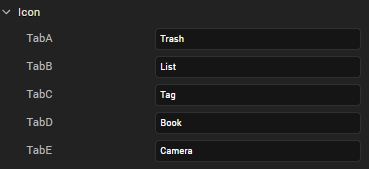 Icon
TabA Trash
TabB List
TabC Tag
TabD Book
TabE Camera